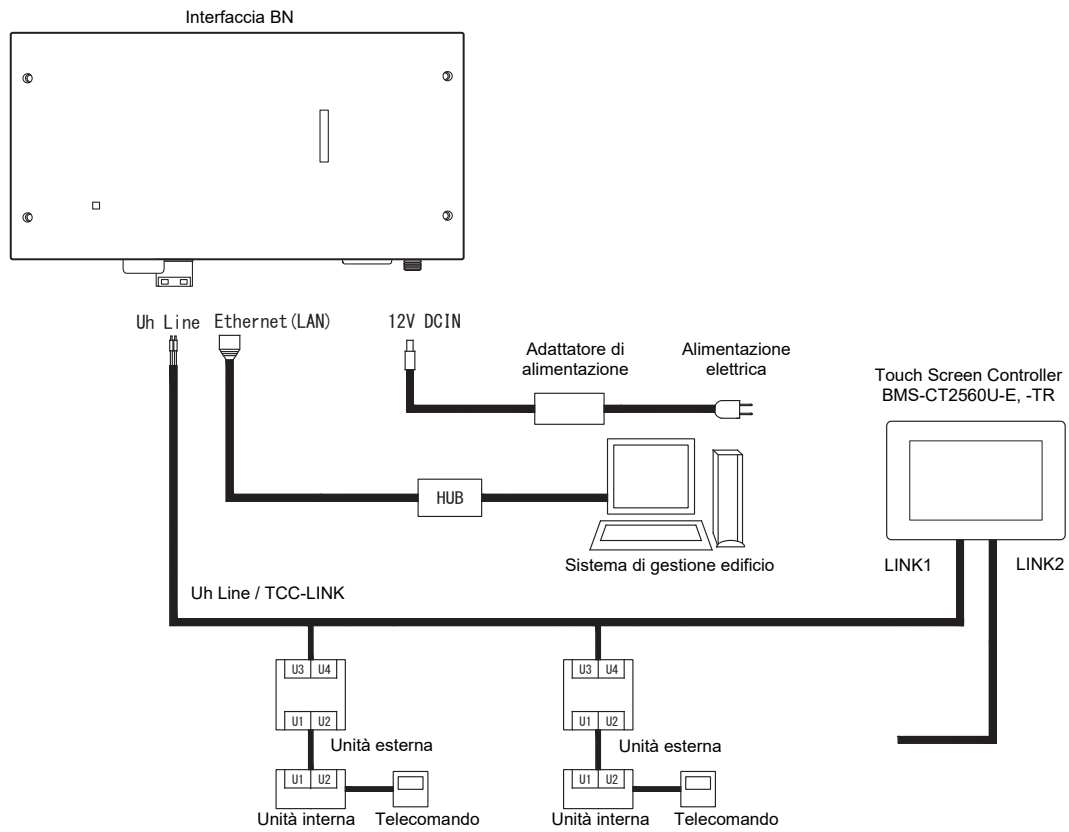 Interfaccia BN
Uh Line
Ethernet(LAN)
12V DCIN
Adattatore di
alimentazione
Alimentazione
elettrica
Touch Screen Controller
BMS-CT2560U-E, -TR
HUB
Sistema di gestione edificio
LINK1
LINK2
Uh Line / TCC-LINK
U3 U4
U1 U2
Unità esterna
U1 U2
Unità interna
Telecomando
U3 U4
U1 U2
Unità esterna
U1 U2
Unità interna
Telecomando